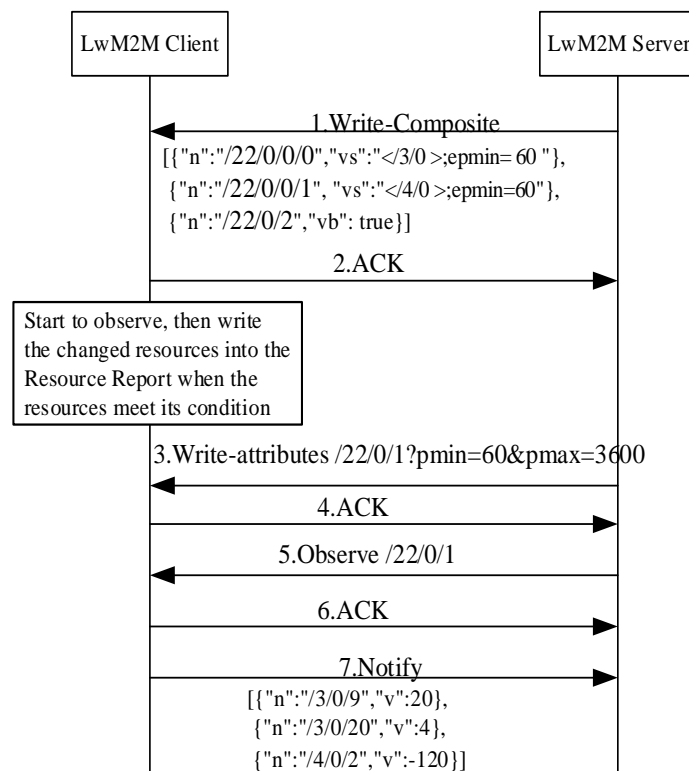 LwM2M Client
LwM2M Server
1.Write-Composite
[{"n":"/22/0/0/0","vs":"</3/0 >;epmin= 60 "},
{"n":"/22/0/0/1", "vs":"</4/0 >;epmin=60"},
{"n":"/22/0/2","vb": true}]
2.ACK
Start to observe, then write
the changed resources into the
Resource Report when the
resources meet its condition
3.Write-attributes /22/0/1?pmin=60&pmax=3600
4.ACK
5.Observe /22/0/1
6.ACK
7.Notify
[{"n":"/3/0/9","v":20},
{"n":"/3/0/20","v":4},
{"n":"/4/0/2","v":-120}]